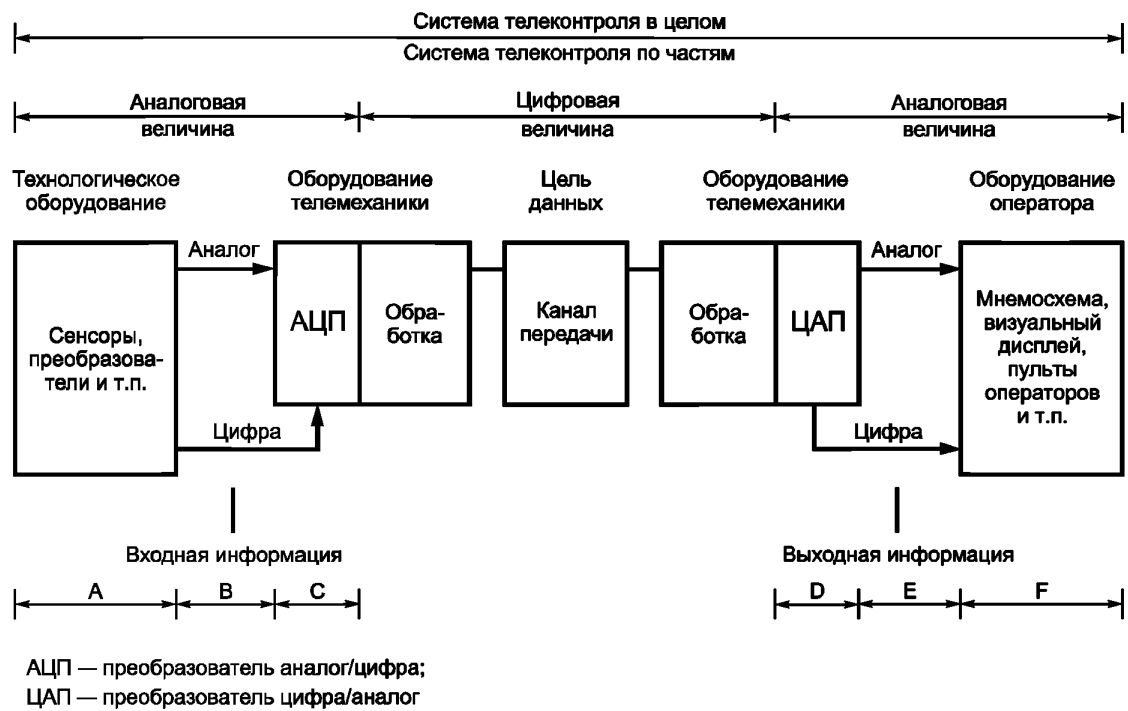 Система телеконтроля в целом
Система телеконтроля по частям
Аналоговая
величина
Цифровая
величина
Аналоговая
величина
Технологическое
оборудование
Оборудование
телемеханики
Цель
данных
Оборудование
телемеханики
Оборудование
оператора
Сенсоры,
преобразова-
тели и т.п.
Аналог
Цифра
АЦП
Обра-
ботка
Канал
передачи
Обра-
ботка
ЦАП
Аналог
Цифра
Мнемосхема,
визуальный
дисплей,
пульты
операторов
и т.п.
Входная информация
Выходная информация
A
B
C
D
E
F
АЦП — преобразователь аналог/цифра;
ЦАП — преобразователь цифра/аналог